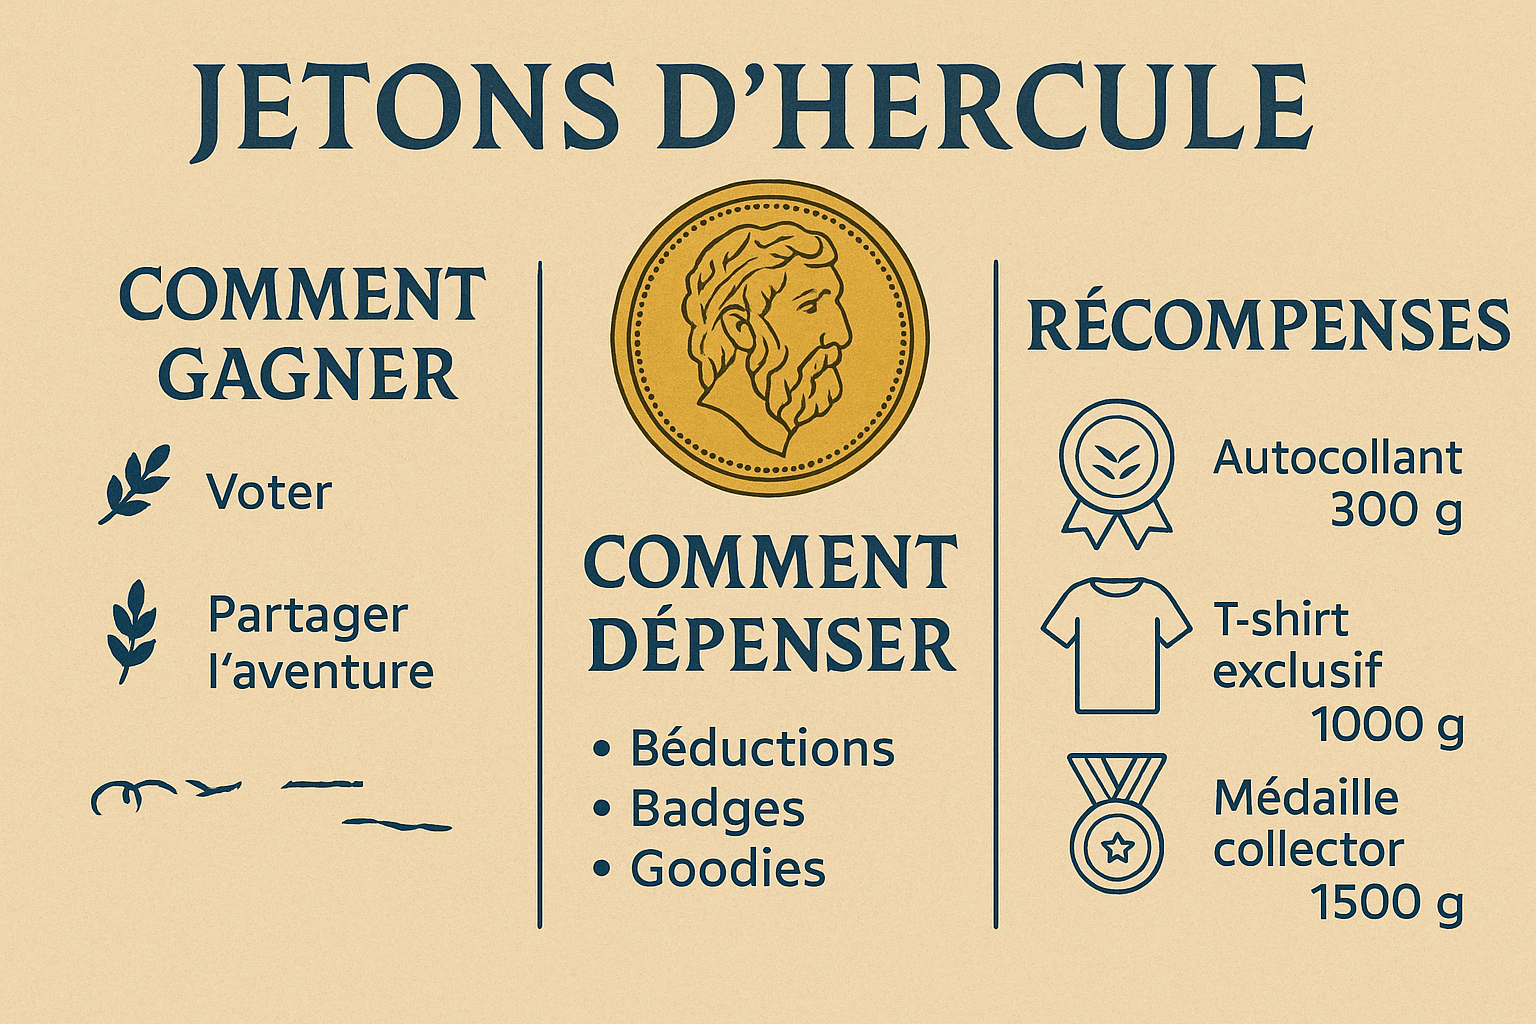 JETONS D’HERCULE
COMMENT
GAGNER
Voter
Partager
l‘aventure
COMMENT
DÉPENSER
• Béductions
• Badges
• Goodies
RÉCOMPENSES
Autocollant
300 g
T-shirt
exclusif
1000 g
Médaille
collector
1500 g